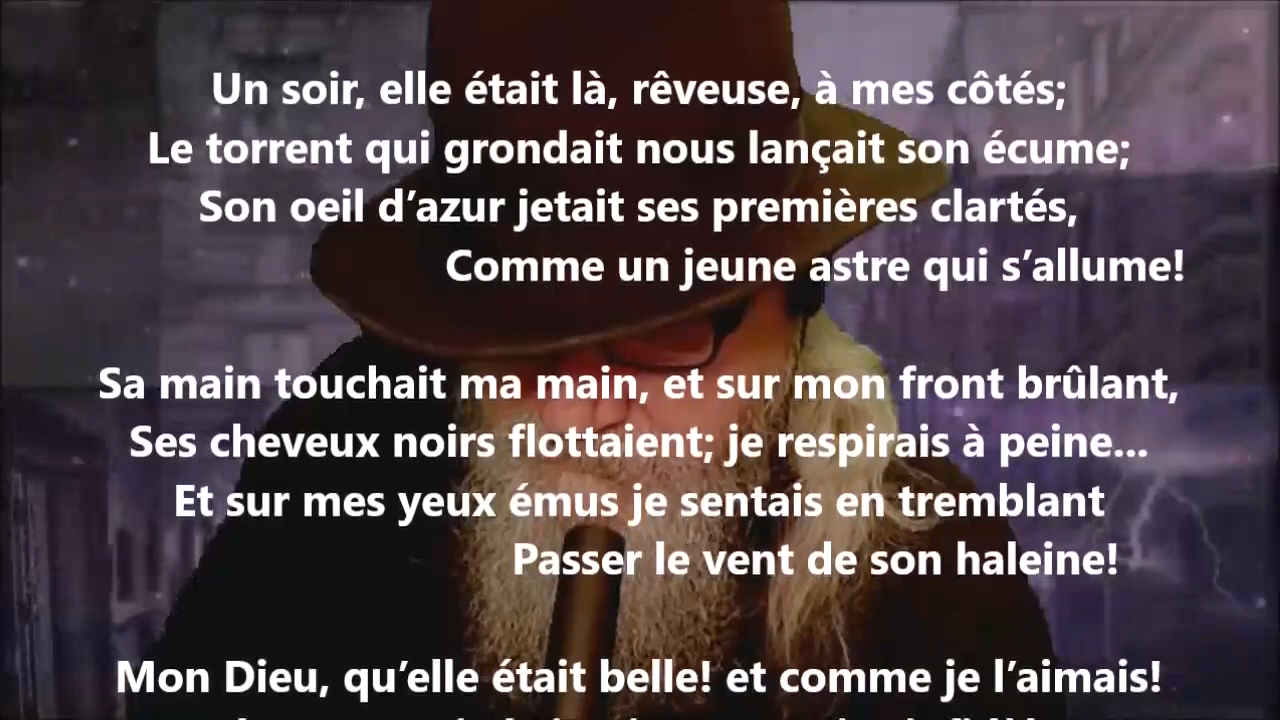 Un soir, elle était là, rêveuse, à mes côtés;
Le torrent qui grondait nous lançait son écume;
Son oeil d’azur jetait ses premières clartés,
Comme un jeune astre qui s’allume!
Sa main touchait ma main, et sur mon front brûlant,
Ses cheveux noirs flottaient; je respirais à peine...
Et sur mes yeux émus je sentais en tremblant
Passer le vent de son haleine!
Mon Dieu, qu’elle était belle! et comme je l’aimais!